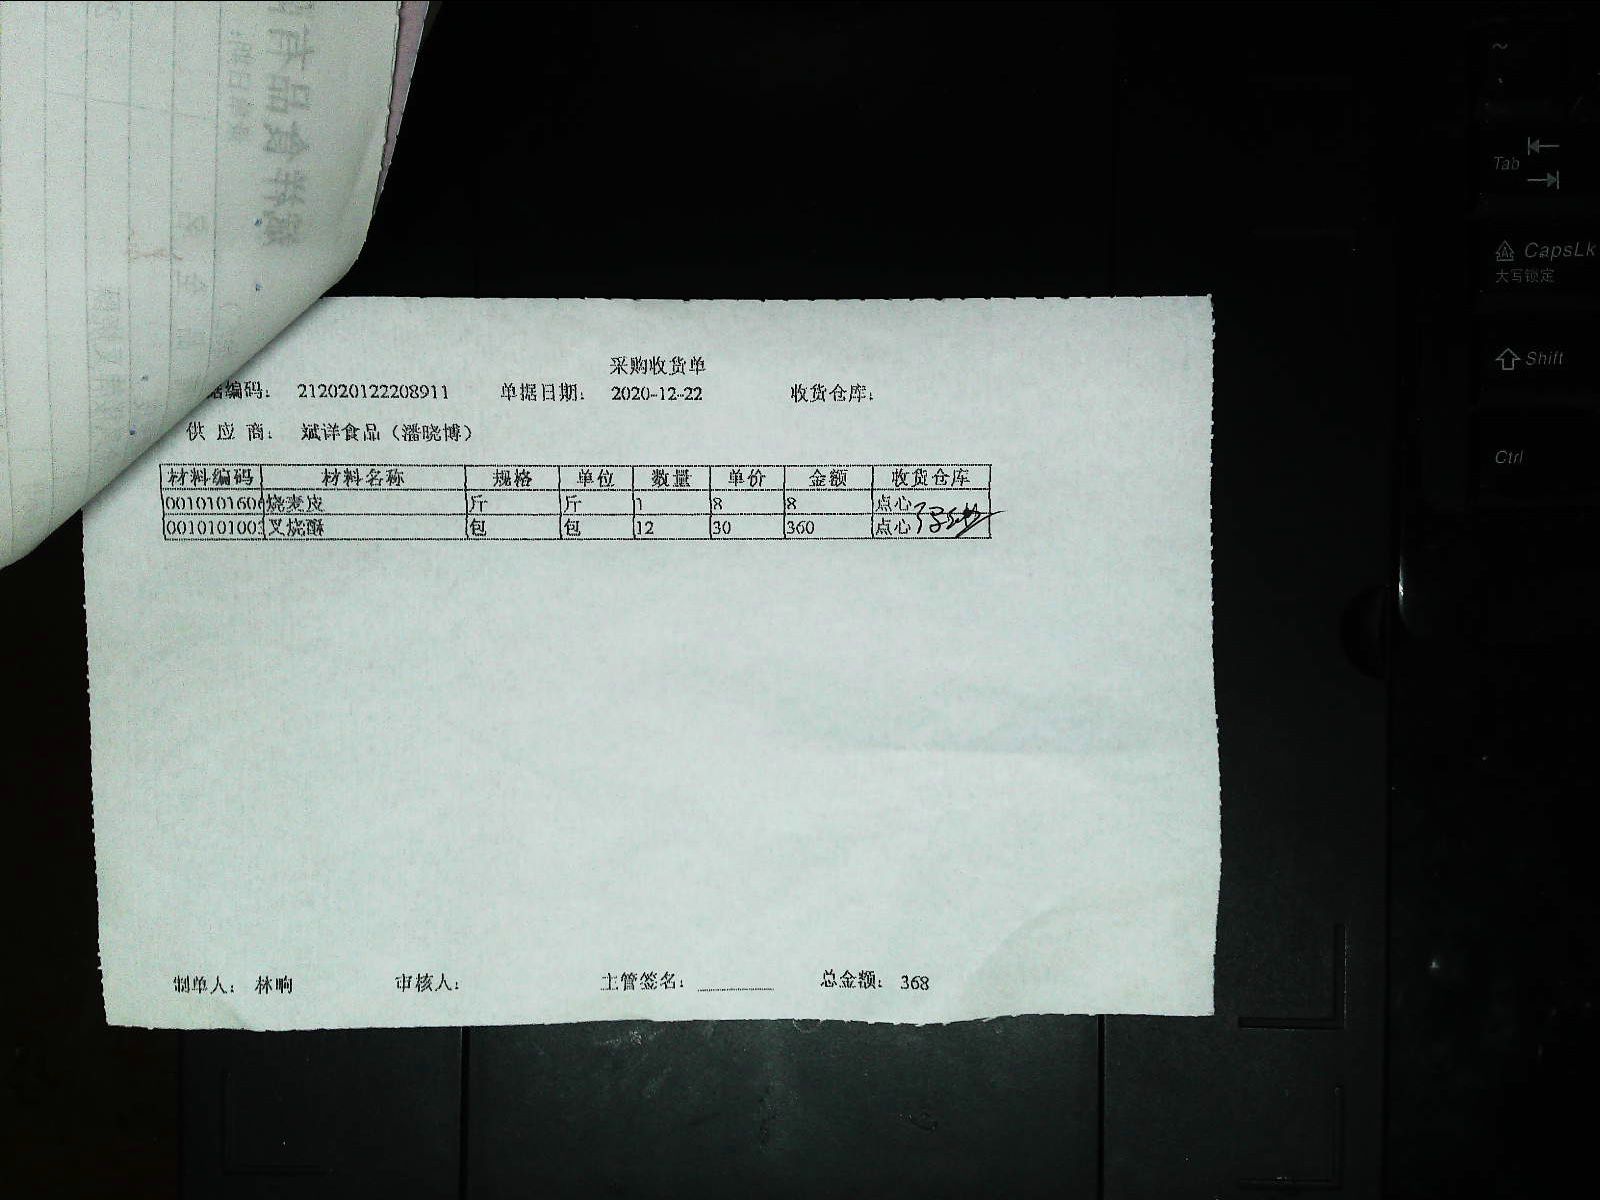 采购收货单
据编码： 212020122208911 单据日期： 2020-12-22 收货仓库：
供 应 商： 斌详食品（潘晓博）
材料编码 材料名称 规格 单位 数量 单价 金额 收货仓库
0010101606 烧麦皮 斤 斤 1 8 8 点心
001010100 叉烧酥 包 包 12 30 360 点心
制单人： 林晌 审核人： 主管签名： 总金额： 368
~
Tab
CapsLk
大写锁定
Shift
Ctrl